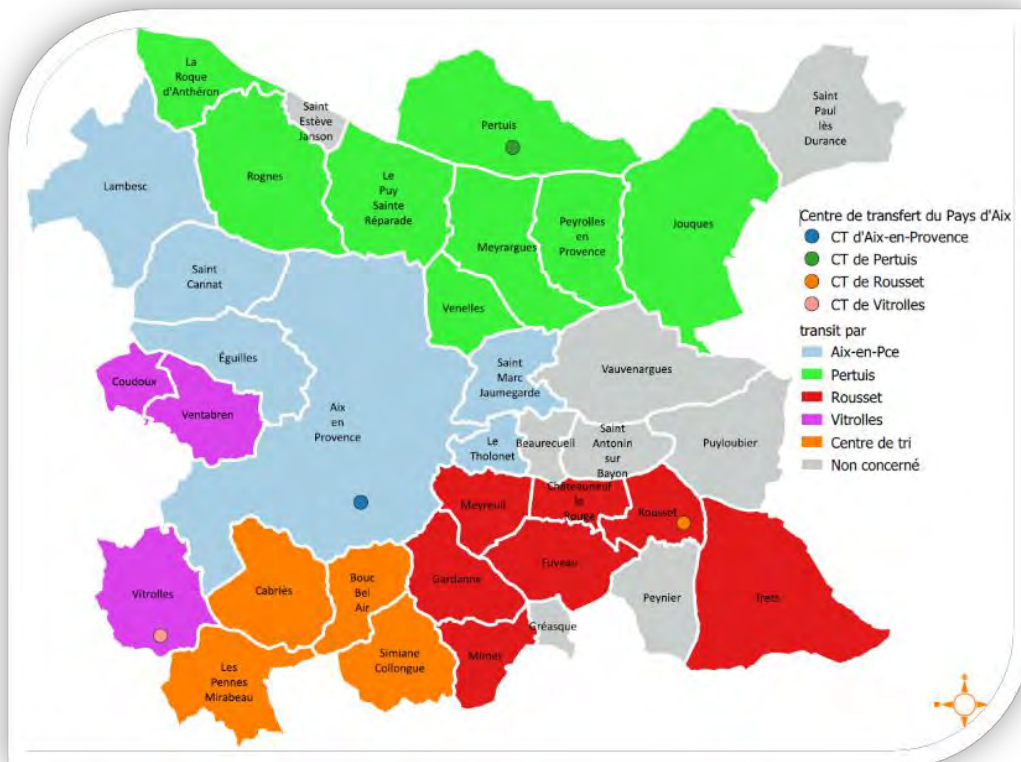 La
Roque
d'Anthéron
Saint
Estève
Janson
Pertuis
Saint
Paul
lès
Durance
Lambesc
Rognes
Le
Puy
Sainte
Réparade
Meyrargues
Peyrolles
en
Provence
Jouques
Saint
Cannat
Venelles
Éguilles
Saint
Marc
Jaumegarde
Vauvenargues
Coudoux
Ventabren
Aix
en
Provence
Le
Tholonet
Beaurecueil
Saint
Antonin
sur
Bayon
Puyloubier
Meyreuil
Châteauneuf
le
Rouge
Rousset
Vitrolles
Cabriès
Bouc
Bel
Air
Gardanne
Fuveau
Peynier
Trets
Gréasque
Les
Pennes
Mirabeau
Simiane
Collongue
Mimet
Centre de transfert du Pays d'Aix
CT d'Aix-en-Provence
CT de Pertuis
CT de Rousset
CT de Vitrolles
transit par
Aix-en-Pce
Pertuis
Rousset
Vitrolles
Centre de tri
Non concerné